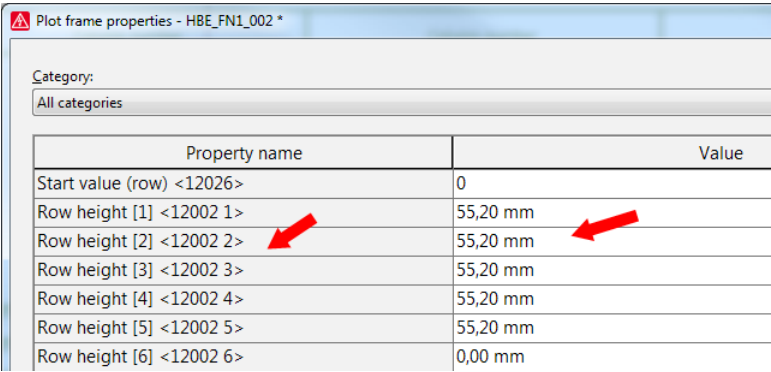 Plot frame properties - HBE_FN1_002 *
Category:
All categories
Property name Value
Start value (row) <12026> 0
Row height [1] <12002 1> 55,20 mm
Row height [2] <12002 2> 55,20 mm
Row height [3] <12002 3> 55,20 mm
Row height [4] <12002 4> 55,20 mm
Row height [5] <12002 5> 55,20 mm
Row height [6] <12002 6> 0,00 mm